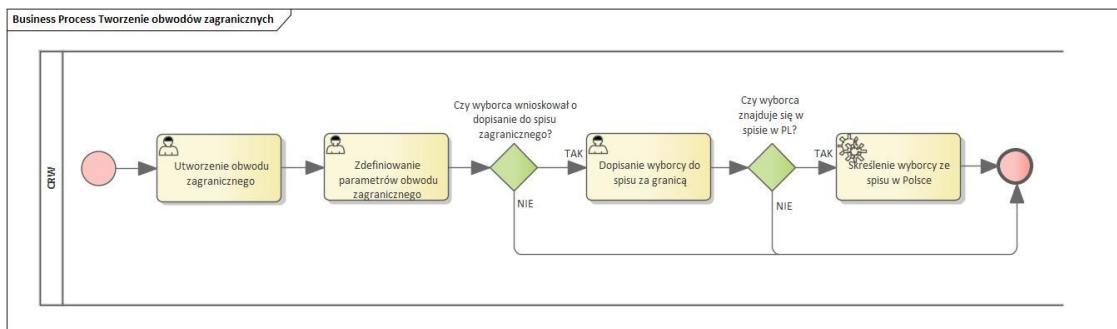 Business Process Tworzenie obwodów zagranicznych
CRW
Utworzenie obwodu
zagranicznego
Zdefiniowanie
parametrów obwodu
zagranicznego
Czy wyborca wnioskował o
dopisanie do spisu
zagranicznego?
TAK
NIE
Dopisanie wyborcy do
spisu za granicą
Czy wyborca
znajduje się w
spisie w PL?
TAK
NIE
Skreślenie wyborcy ze
spisu w Polsce